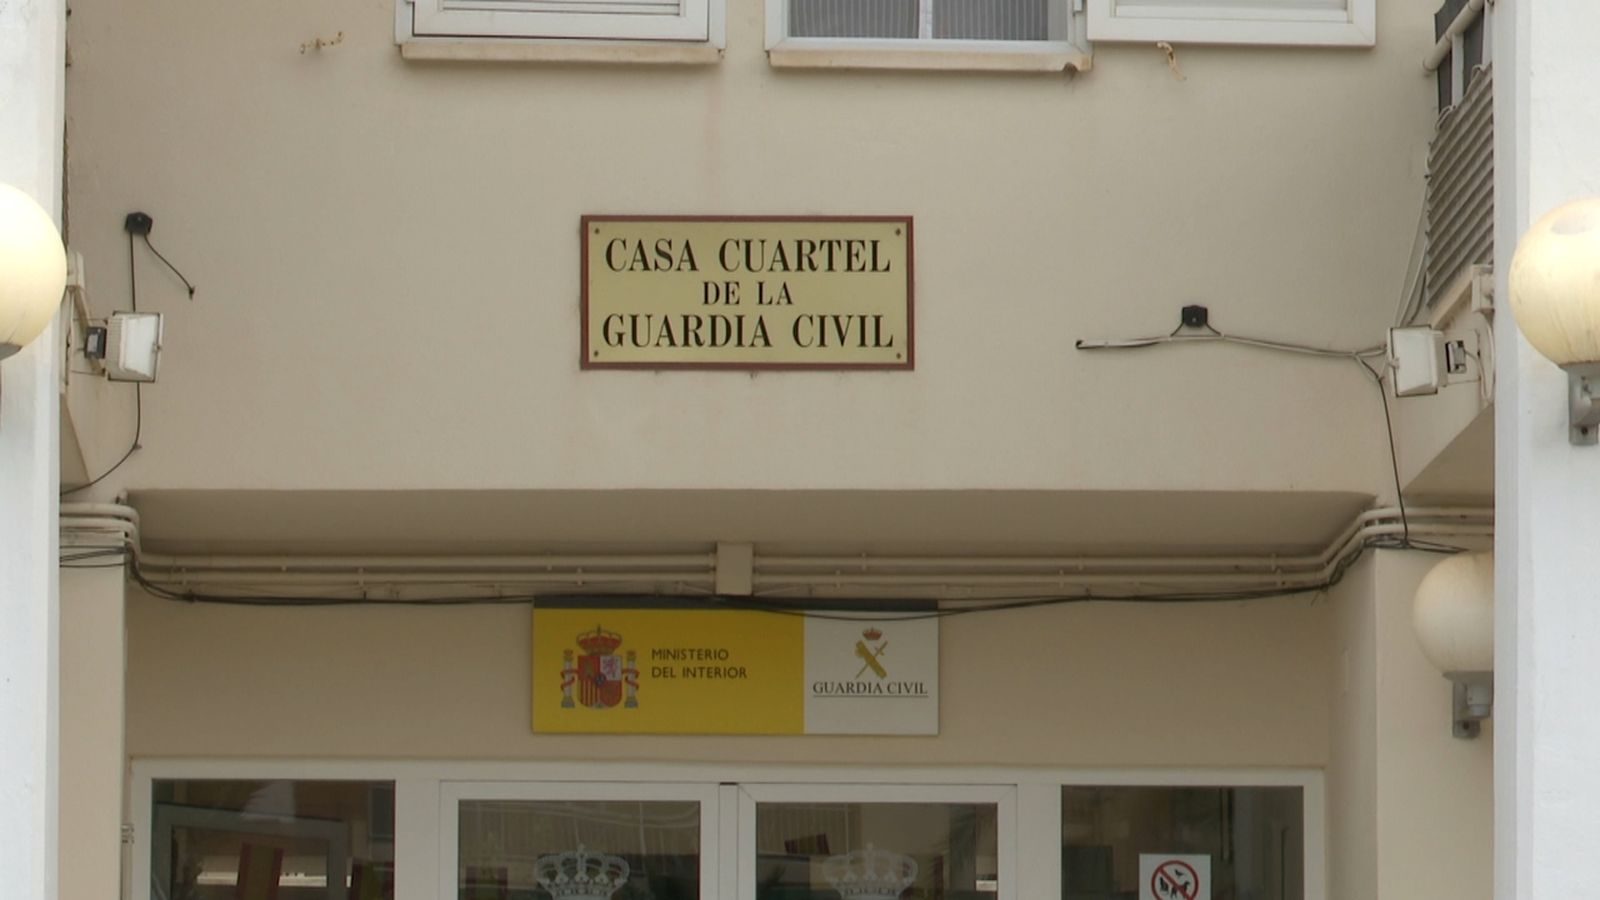 CASA CUARTEL
DE LA
GUARDIA CIVIL
MINISTERIO
DEL INTERIOR
GUARDIA CIVIL